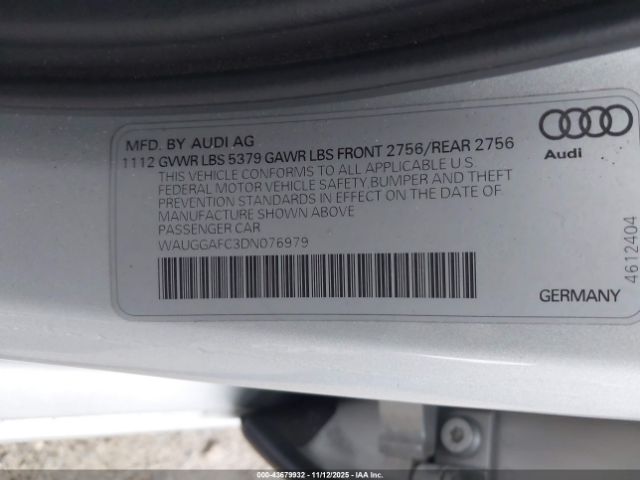 MFD. BY AUDI AG
1112 GVWR LBS 5379 GAWR LBS FRONT 2756/REAR 2756
THIS VEHICLE CONFORMS TO ALL APPLICABLE U.S.
FEDERAL MOTOR VEHICLE SAFETY,BUMPER AND THEFT
PREVENTION STANDARDS IN EFFECT ON THE DATE OF
MANUFACTURE SHOWN ABOVE.
PASSENGER CAR
WAUGGAFC3DN076979
Audi
4612404
GERMANY
000-43679932 - 11/12/2025 - IAA Inc.